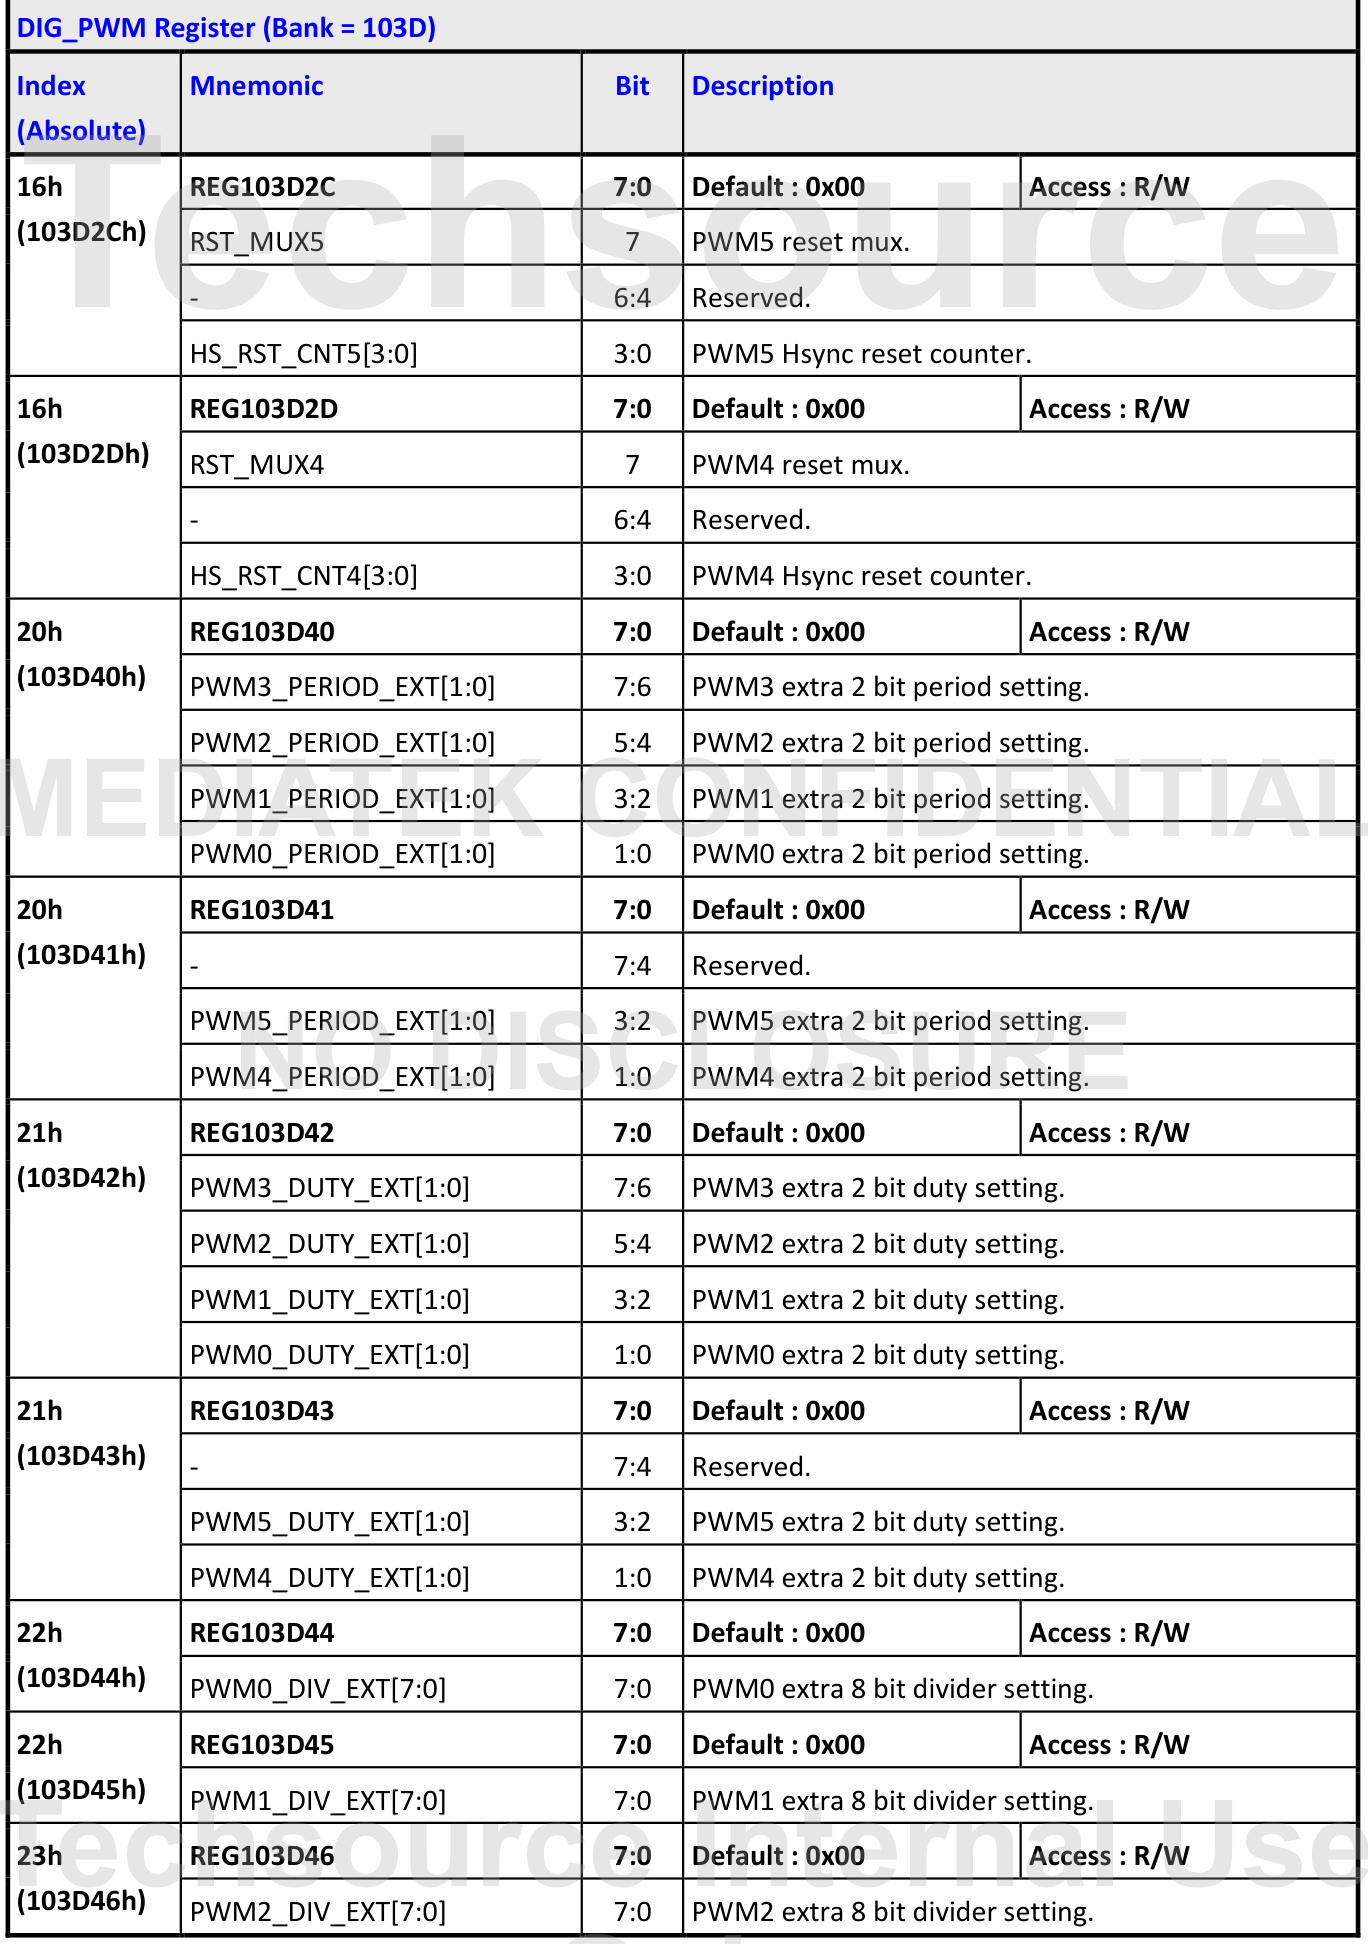 DIG_PWM Register (Bank = 103D)
Index (Absolute) Mnemonic Bit Description
16h (103D2Ch) REG103D2C 7:0 Default : 0x00 Access : R/W
RST_MUX5 7 PWM5 reset mux.
- 6:4 Reserved.
HS_RST_CNT5[3:0] 3:0 PWM5 Hsync reset counter.
16h (103D2Dh) REG103D2D 7:0 Default : 0x00 Access : R/W
RST_MUX4 7 PWM4 reset mux.
- 6:4 Reserved.
HS_RST_CNT4[3:0] 3:0 PWM4 Hsync reset counter.
20h (103D40h) REG103D40 7:0 Default : 0x00 Access : R/W
PWM3_PERIOD_EXT[1:0] 7:6 PWM3 extra 2 bit period setting.
PWM2_PERIOD_EXT[1:0] 5:4 PWM2 extra 2 bit period setting.
PWM1_PERIOD_EXT[1:0] 3:2 PWM1 extra 2 bit period setting.
PWM0_PERIOD_EXT[1:0] 1:0 PWM0 extra 2 bit period setting.
20h (103D41h) REG103D41 7:0 Default : 0x00 Access : R/W
- 7:4 Reserved.
PWM5_PERIOD_EXT[1:0] 3:2 PWM5 extra 2 bit period setting.
PWM4_PERIOD_EXT[1:0] 1:0 PWM4 extra 2 bit period setting.
21h (103D42h) REG103D42 7:0 Default : 0x00 Access : R/W
PWM3_DUTY_EXT[1:0] 7:6 PWM3 extra 2 bit duty setting.
PWM2_DUTY_EXT[1:0] 5:4 PWM2 extra 2 bit duty setting.
PWM1_DUTY_EXT[1:0] 3:2 PWM1 extra 2 bit duty setting.
PWM0_DUTY_EXT[1:0] 1:0 PWM0 extra 2 bit duty setting.
21h (103D43h) REG103D43 7:0 Default : 0x00 Access : R/W
- 7:4 Reserved.
PWM5_DUTY_EXT[1:0] 3:2 PWM5 extra 2 bit duty setting.
PWM4_DUTY_EXT[1:0] 1:0 PWM4 extra 2 bit duty setting.
22h (103D44h) REG103D44 7:0 Default : 0x00 Access : R/W
PWM0_DIV_EXT[7:0] 7:0 PWM0 extra 8 bit divider setting.
22h (103D45h) REG103D45 7:0 Default : 0x00 Access : R/W
PWM1_DIV_EXT[7:0] 7:0 PWM1 extra 8 bit divider setting.
23h (103D46h) REG103D46 7:0 Default : 0x00 Access : R/W
PWM2_DIV_EXT[7:0] 7:0 PWM2 extra 8 bit divider setting.
Techsource
MEDIATEK CONFIDENTIAL
NO DISCLOSURE
Techsource Internal Use